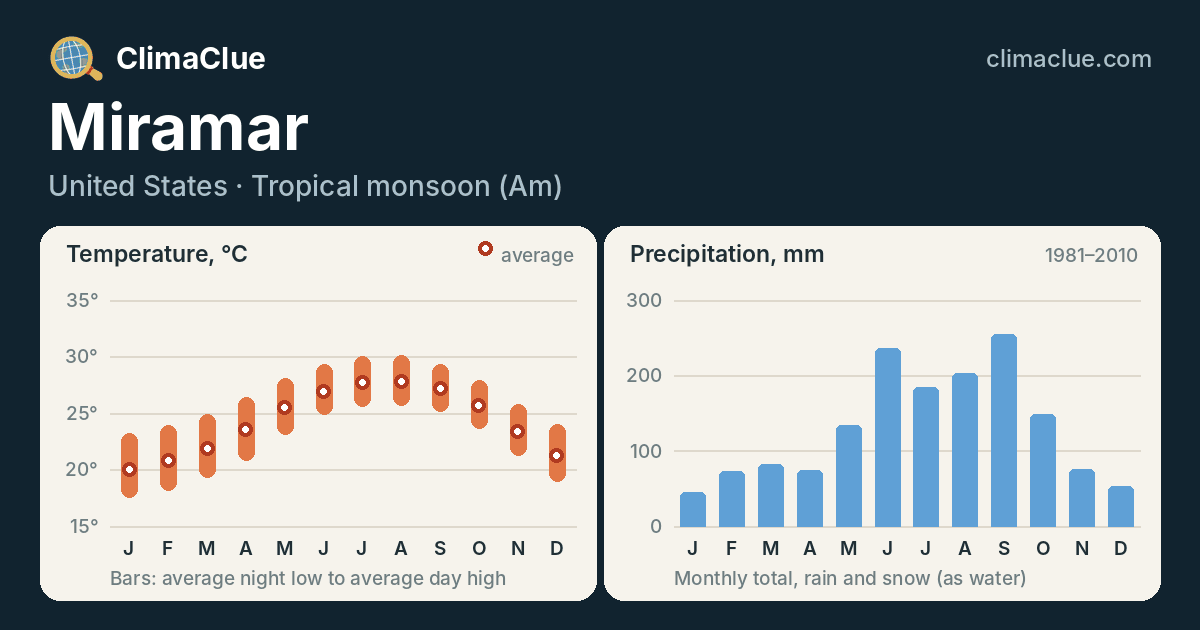 ClimaClue
climaclue.com
Miramar
United States · Tropical monsoon (Am)
Temperature, °C
average
35°
30°
25°
20°
15°
J F M A M J J A S O N D
Bars: average night low to average day high
Precipitation, mm
1981–2010
300
200
100
0
J F M A M J J A S O N D
Monthly total, rain and snow (as water)